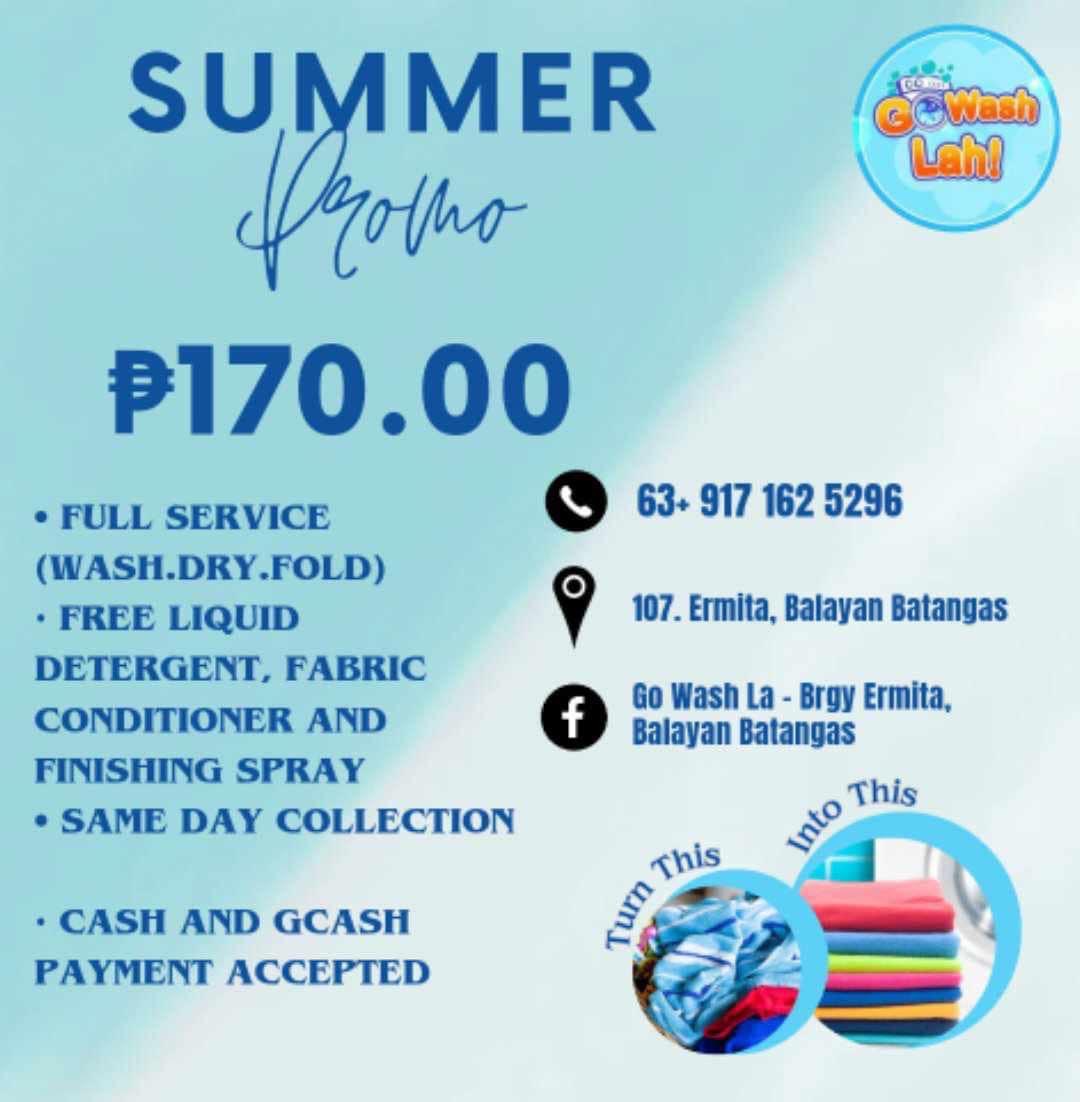 SUMMER
Promo
GO Wash
Lah!
₱170.00
• FULL SERVICE
(WASH.DRY.FOLD)
· FREE LIQUID
DETERGENT, FABRIC
CONDITIONER AND
FINISHING SPRAY
• SAME DAY COLLECTION
· CASH AND GCASH
PAYMENT ACCEPTED
63+ 917 162 5296
107. Ermita, Balayan Batangas
Go Wash La - Brgy Ermita,
Balayan Batangas
Turn This
Into This